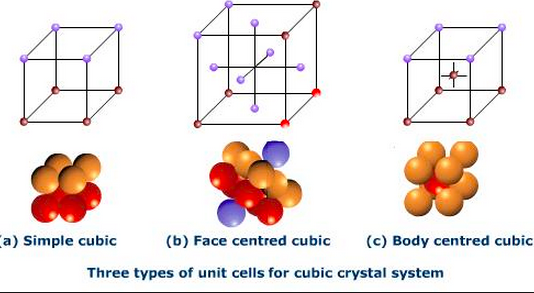 (a) Simple cubic
(b) Face centred cubic
(c) Body centred cubic
Three types of unit cells for cubic crystal system